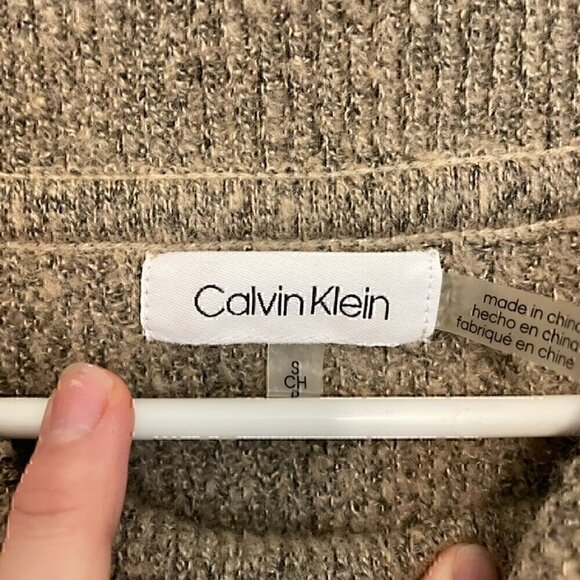 Calvin Klein
S
CH
made in china
hecho en china
fabriqué en chine